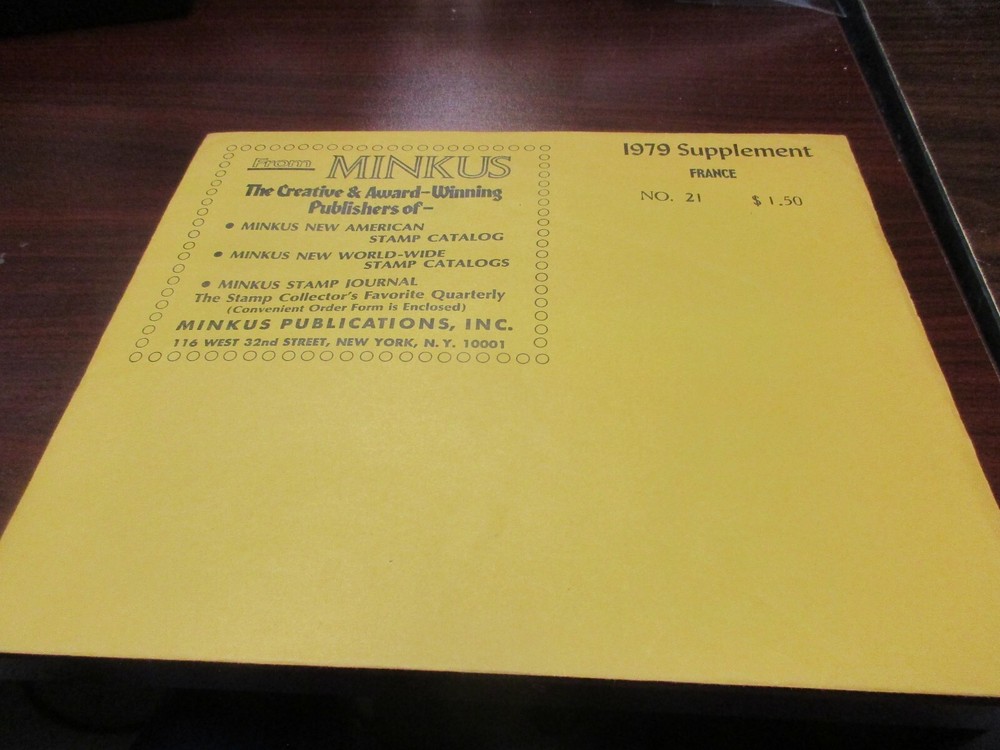 From MINKUS
The Creative & Award-Winning
Publishers of-
• MINKUS NEW AMERICAN
STAMP CATALOG
• MINKUS NEW WORLD-WIDE
STAMP CATALOGS
• MINKUS STAMP JOURNAL
The Stamp Collector's Favorite Quarterly
(Convenient Order Form is Enclosed)
MINKUS PUBLICATIONS, INC.
116 WEST 32nd STREET, NEW YORK, N.Y. 10001
1979 Supplement
FRANCE
NO. 21 $1.50